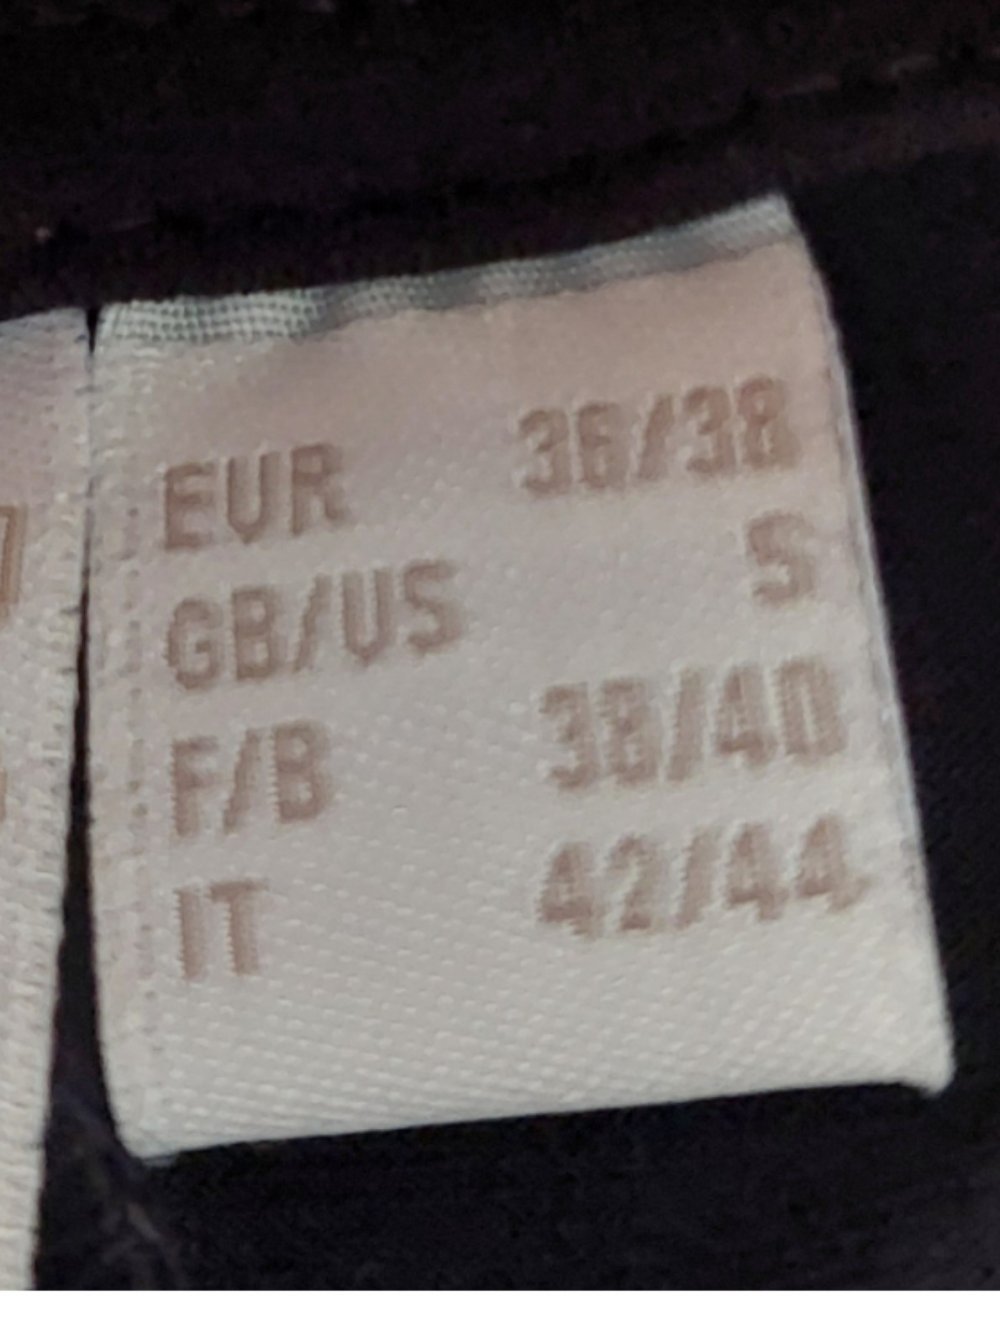 EUR 36/38
GB/US S
F/B 38/40
IT 42/44